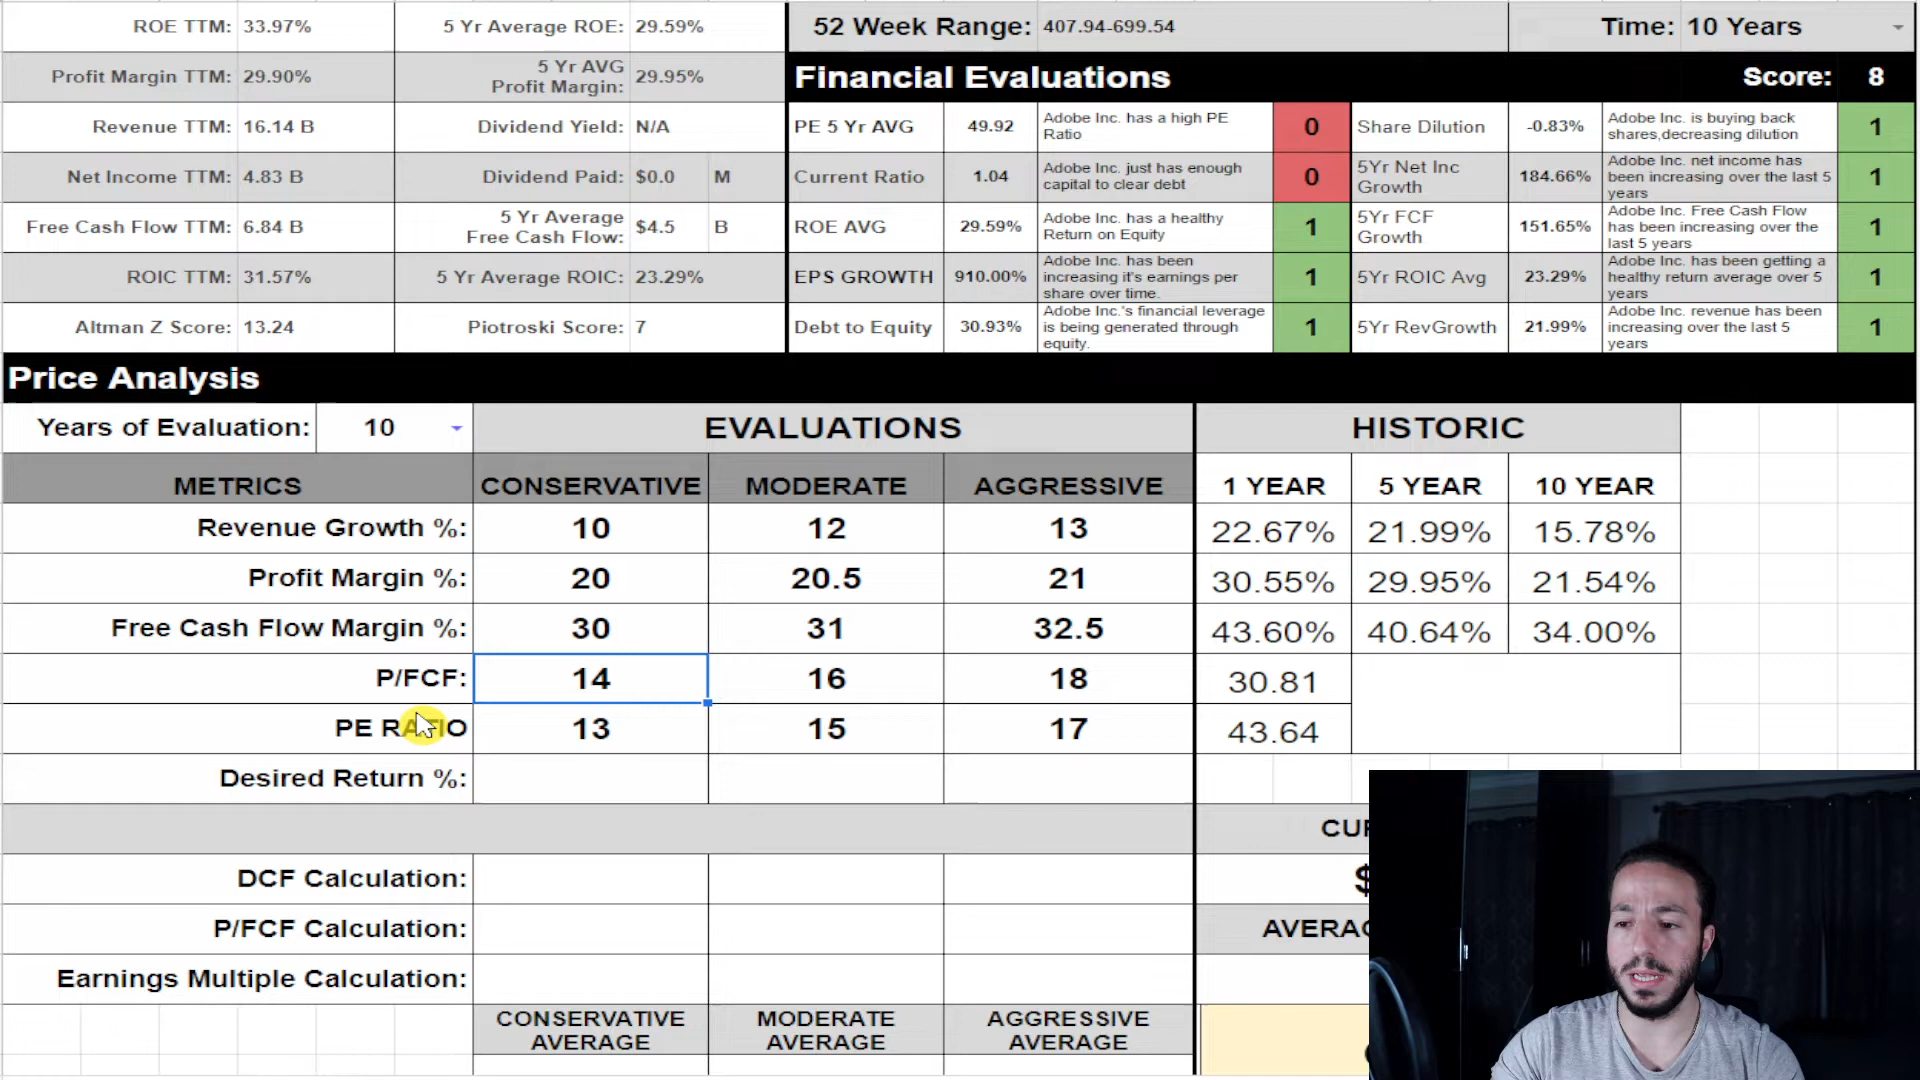 ROE TTM: 33.97% 5 Yr Average ROE: 29.59% 52 Week Range: 407.94-699.54 Time: 10 Years
Profit Margin TTM: 29.90% 5 Yr AVG Profit Margin: 29.95% Financial Evaluations Score: 8
Revenue TTM: 16.14 B Dividend Yield: N/A PE 5 Yr AVG 49.92 Adobe Inc. has a high PE Ratio 0 Share Dilution -0.83% Adobe Inc. is buying back shares,decreasing dilution 1
Net Income TTM: 4.83 B Dividend Paid: $0.0 M Current Ratio 1.04 Adobe Inc. just has enough capital to clear debt 0 5Yr Net Inc Growth 184.66% Adobe Inc. net income has been increasing over the last 5 years 1
Free Cash Flow TTM: 6.84 B 5 Yr Average Free Cash Flow: $4.5 B ROE AVG 29.59% Adobe Inc. has a healthy Return on Equity 1 5Yr FCF Growth 151.65% Adobe Inc. Free Cash Flow has been increasing over the last 5 years 1
ROIC TTM: 31.57% 5 Yr Average ROIC: 23.29% EPS GROWTH 910.00% Adobe Inc. has been increasing it's earnings per share over time. 1 5Yr ROIC Avg 23.29% Adobe Inc. has been getting a healthy return average over 5 years 1
Altman Z Score: 13.24 Piotroski Score: 7 Debt to Equity 30.93% Adobe Inc.'s financial leverage is being generated through equity. 1 5Yr RevGrowth 21.99% Adobe Inc. revenue has been increasing over the last 5 years 1
Price Analysis
Years of Evaluation: 10 EVALUATIONS HISTORIC
METRICS CONSERVATIVE MODERATE AGGRESSIVE 1 YEAR 5 YEAR 10 YEAR
Revenue Growth %: 10 12 13 22.67% 21.99% 15.78%
Profit Margin %: 20 20.5 21 30.55% 29.95% 21.54%
Free Cash Flow Margin %: 30 31 32.5 43.60% 40.64% 34.00%
P/FCF: 14 16 18 30.81
PE RATIO 13 15 17 43.64
Desired Return %:
DCF Calculation: $
P/FCF Calculation:
Earnings Multiple Calculation:
CONSERVATIVE AVERAGE MODERATE AVERAGE AGGRESSIVE AVERAGE